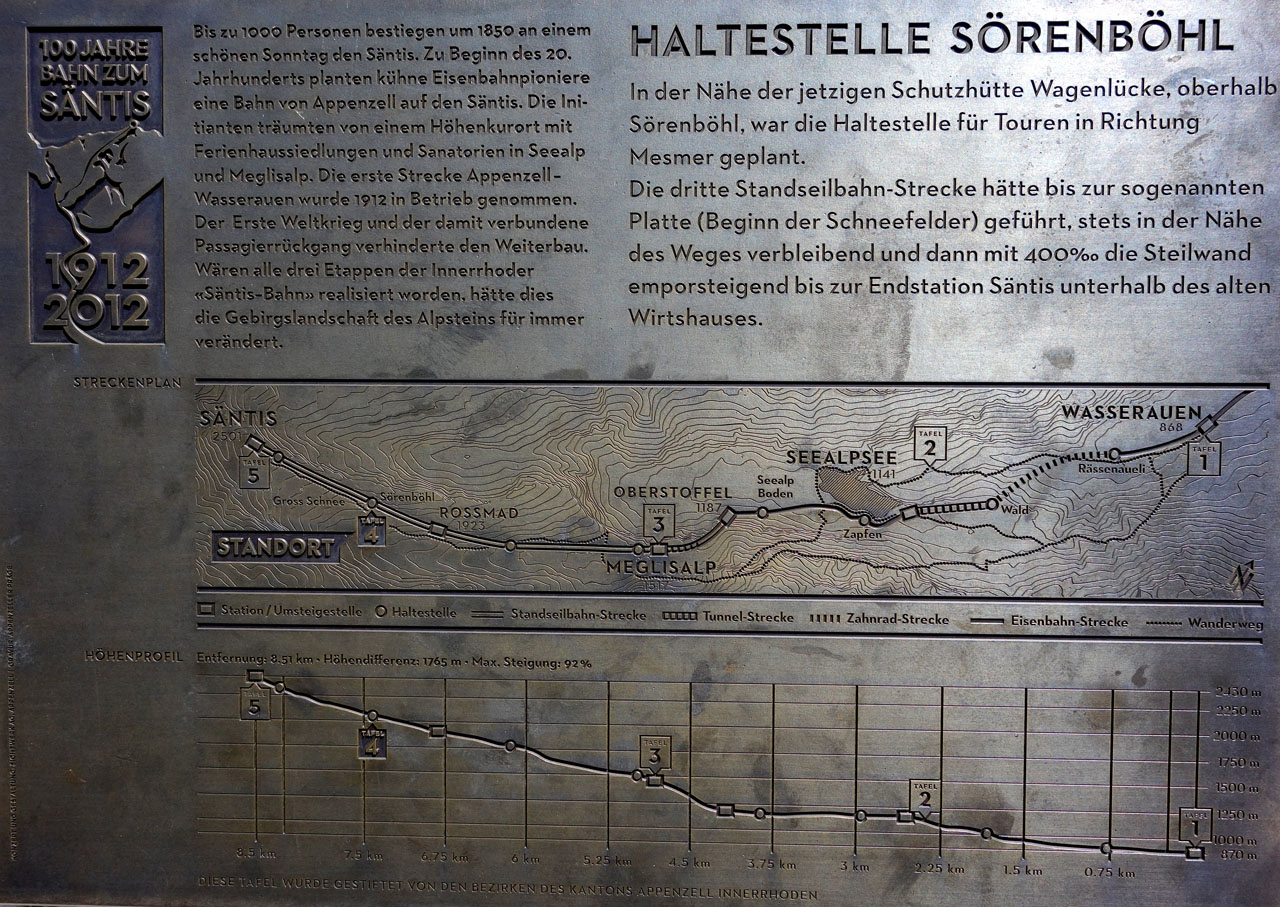 100 JAHRE
BAHN ZUM
SÄNTIS
1912
2012
Bis zu 1000 Personen bestiegen um 1850 an einem
schönen Sonntag den Säntis. Zu Beginn des 20.
Jahrhunderts planten kühne Eisenbahnpioniere
eine Bahn von Appenzell auf den Säntis. Die Ini-
tianten träumten von einem Höhenkurort mit
Ferienhaussiedlungen und Sanatorien in Seealp
und Meglisalp. Die erste Strecke Appenzell-
Wasserauen wurde 1912 in Betrieb genommen.
Der Erste Weltkrieg und der damit verbundene
Passagierrückgang verhinderte den Weiterbau.
Wären alle drei Etappen der Innerrhoder
«Säntis-Bahn» realisiert worden, hätte dies
die Gebirgslandschaft des Alpsteins für immer
verändert.
HALTESTELLE SÖRENBÖHL
In der Nähe der jetzigen Schutzhütte Wagenlücke, oberhalb
Sörenböhl, war die Haltestelle für Touren in Richtung
Mesmer geplant.
Die dritte Standseilbahn-Strecke hätte bis zur sogenannten
Platte (Beginn der Schneefelder) geführt, stets in der Nähe
des Weges verbleibend und dann mit 400‰ die Steilwand
emporsteigend bis zur Endstation Säntis unterhalb des alten
Wirtshauses.
STRECKENPLAN
SÄNTIS
2501
TAFEL
5
Gross Schnee
Sörenböhl
TAFEL
4
STANDORT
ROSSMAD
1923
OBERSTOFFEL
1187
TAFEL
3
MEGLISALP
Seealp
Boden
SEEALPSEE
1141
Zapfen
TAFEL
2
Wald
Rässenaueli
WASSERAUEN
868
TAFEL
1
N
Station / Umsteigestelle
Haltestelle
Standseilbahn-Strecke
Tunnel-Strecke
Zahnrad-Strecke
Eisenbahn-Strecke
Wanderweg
HÖHENPROFIL
Entfernung: 8.51 km · Höhendifferenz: 1765 m · Max. Steigung: 92%
TAFEL
5
TAFEL
4
TAFEL
3
TAFEL
2
TAFEL
1
2430 m
2250 m
2000 m
1750 m
1500 m
1250 m
1000 m
870 m
8.5 km
7.5 km
6.75 km
6 km
5.25 km
4.5 km
3.75 km
3 km
2.25 km
1.5 km
0.75 km
DIESE TAFEL WURDE GESTIFTET VON DEN BEZIRKEN DES KANTONS APPENZELL INNERRHODEN